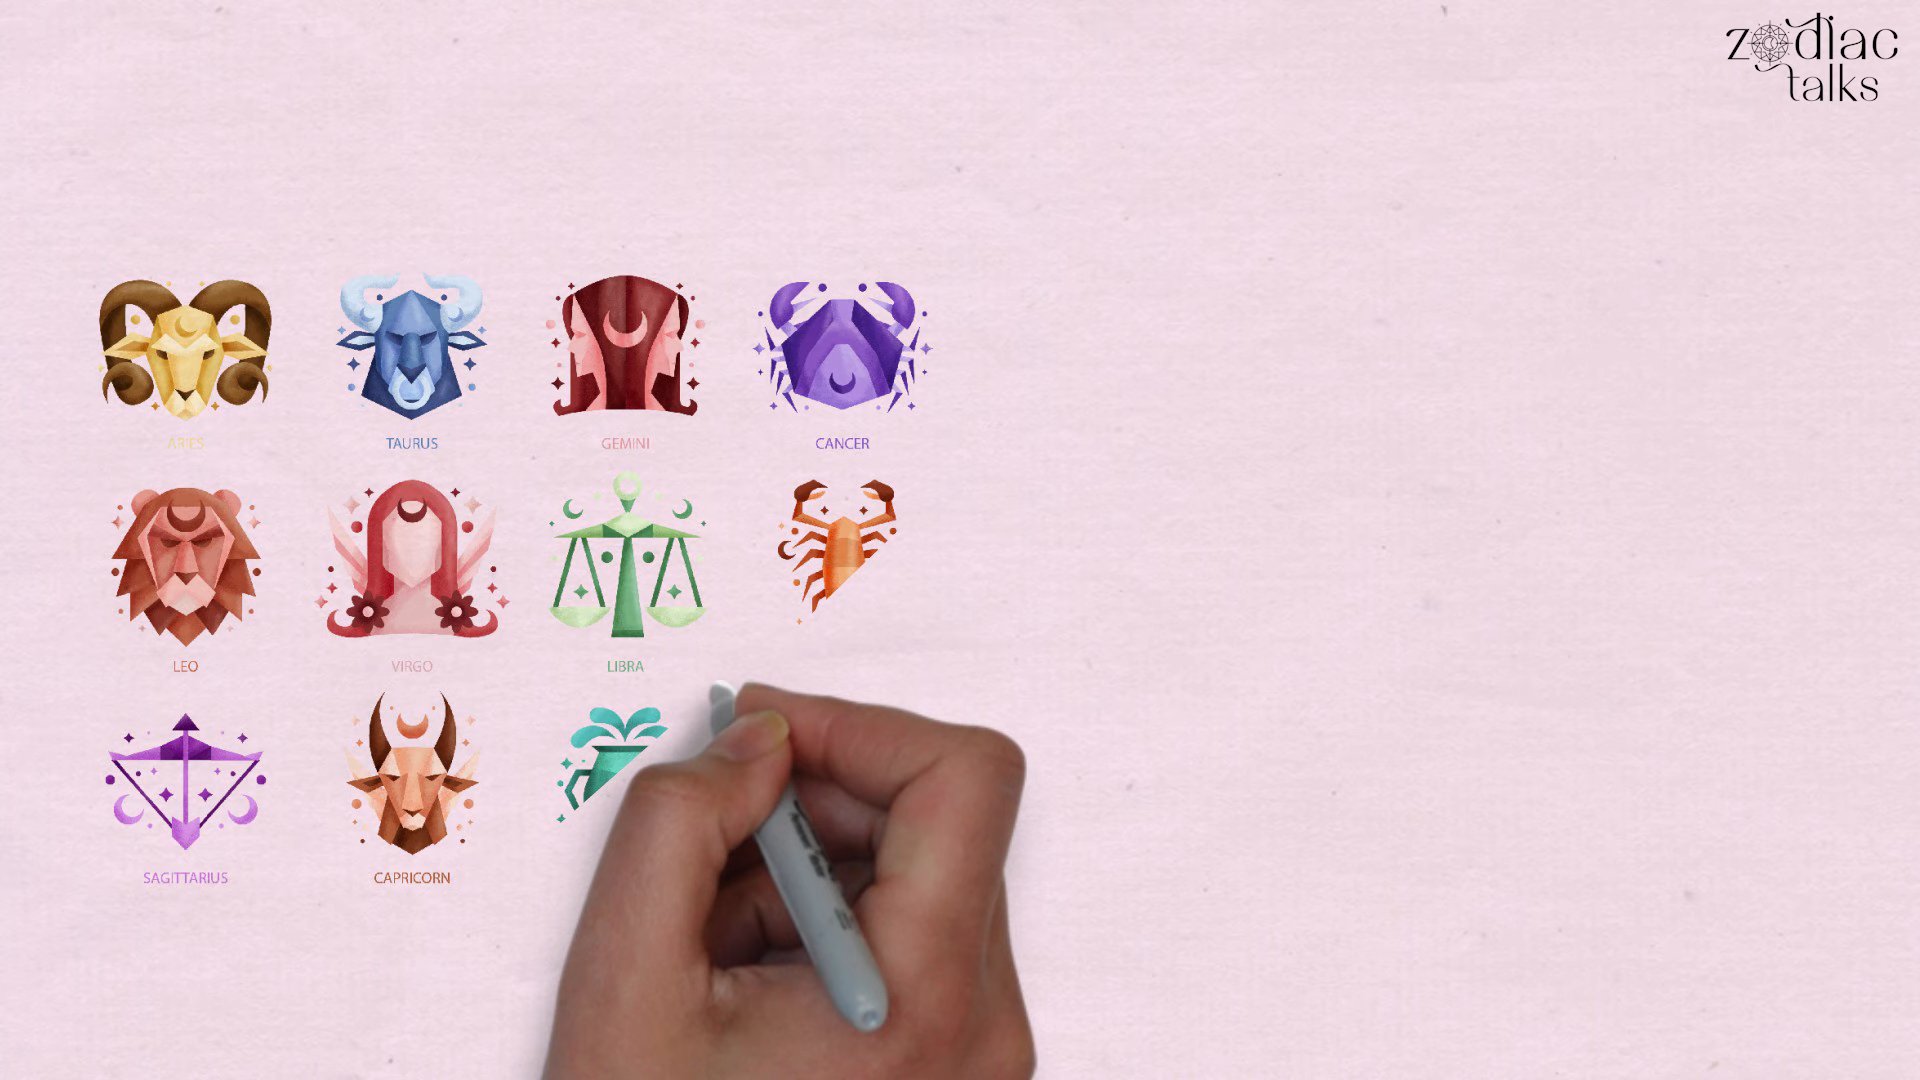 zodiac
talks
ARIES
TAURUS
GEMINI
CANCER
LEO
VIRGO
LIBRA
SAGITTARIUS
CAPRICORN